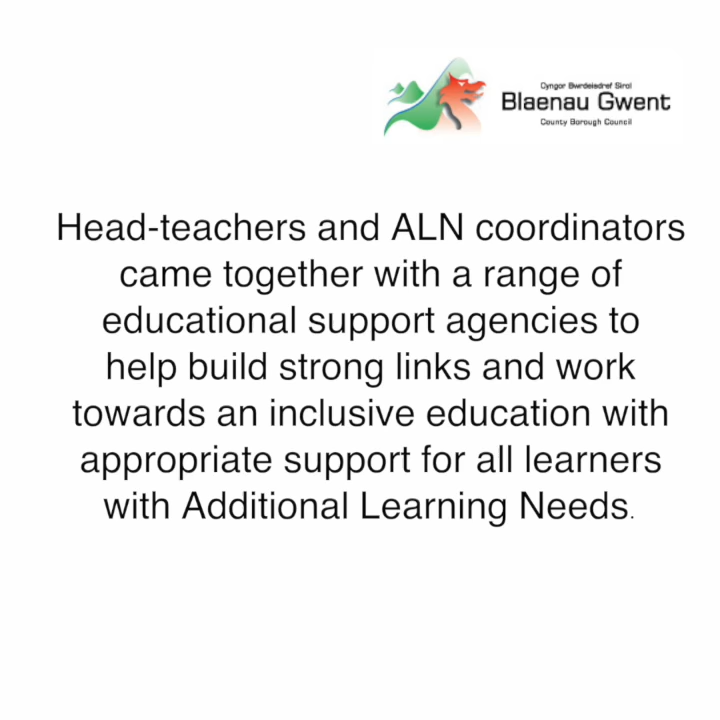 Cyngor Bwrdeisdref Sirol
Blaenau Gwent
County Borough Council
Head-teachers and ALN coordinators
came together with a range of
educational support agencies to
help build strong links and work
towards an inclusive education with
appropriate support for all learners
with Additional Learning Needs.